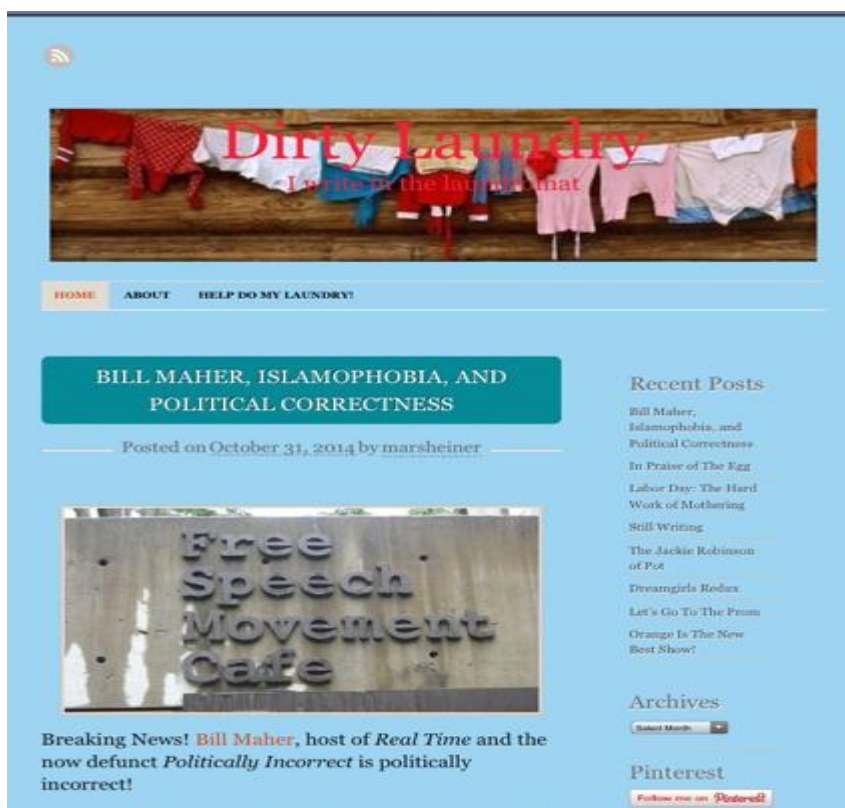 Dirty Laundry
I write in the laundromat
HOME ABOUT HELP DO MY LAUNDRY!
BILL MAHER, ISLAMOPHOBIA, AND
POLITICAL CORRECTNESS
Posted on October 31, 2014 by marsheiner
Free
Speech
Movement
Cafe
Breaking News! Bill Maher, host of Real Time and the
now defunct Politically Incorrect is politically
incorrect!
Recent Posts
Bill Maher,
Islamophobia, and
Political Correctness
In Praise of The Egg
Labor Day: The Hard
Work of Mothering
Still Writing
The Jackie Robinson
of Pot
Dreamgirls Redux
Let's Go To The Prom
Orange Is The New
Best Show!
Archives
Select Month
Pinterest
Follow me on Pinterest